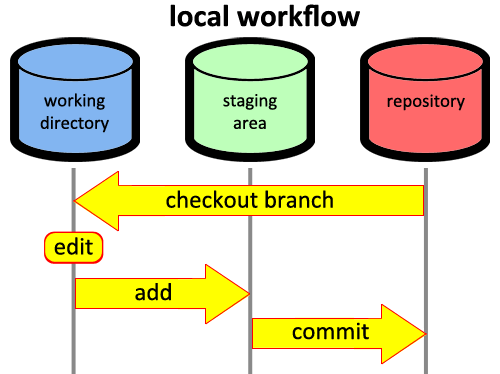 local workflow
working
directory
staging
area
repository
checkout branch
edit
add
commit